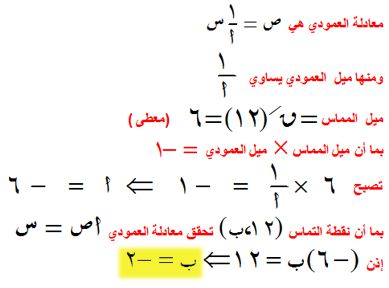 معادلة العمودي هي ص = ١/أ س
ومنها ميل العمودي يساوي ١/أ
ميل المماس = قَ (١٢) = ٦ (معطى)
بما أن ميل المماس × ميل العمودي = −١
تصبح ٦ × ١/أ = −١ ⇐ أ = −٦
بما أن نقطة التماس (١٢،ب) تحقق معادلة العمودي أص = س
إذن (−٦)ب = ١٢ ⇐ ب = −٢